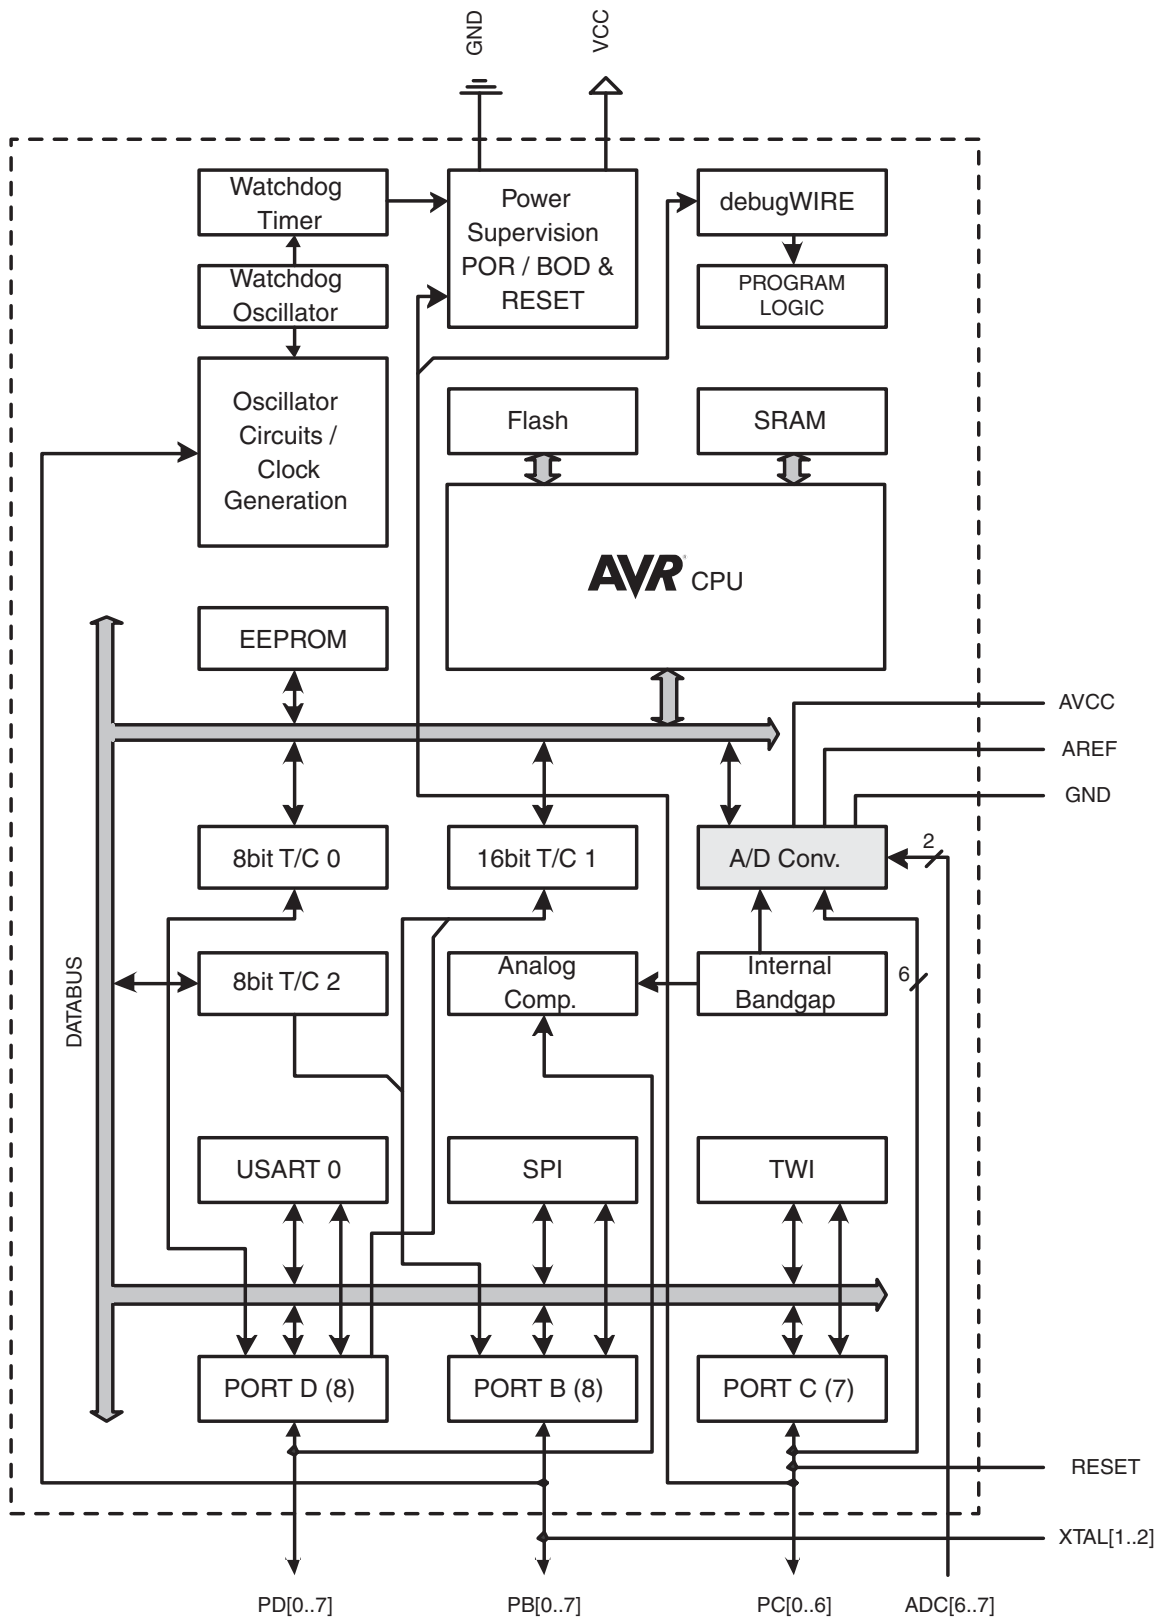 GND
VCC
Watchdog
Timer
Power
Supervision
POR / BOD &
RESET
debugWIRE
Watchdog
Oscillator
PROGRAM
LOGIC
Oscillator
Circuits /
Clock
Generation
Flash
SRAM
AVR® CPU
EEPROM
AVCC
AREF
GND
8bit T/C 0
16bit T/C 1
A/D Conv.
2
8bit T/C 2
Analog
Comp.
Internal
Bandgap
6
DATABUS
USART 0
SPI
TWI
PORT D (8)
PORT B (8)
PORT C (7)
RESET
XTAL[1..2]
PD[0..7]
PB[0..7]
PC[0..6]
ADC[6..7]